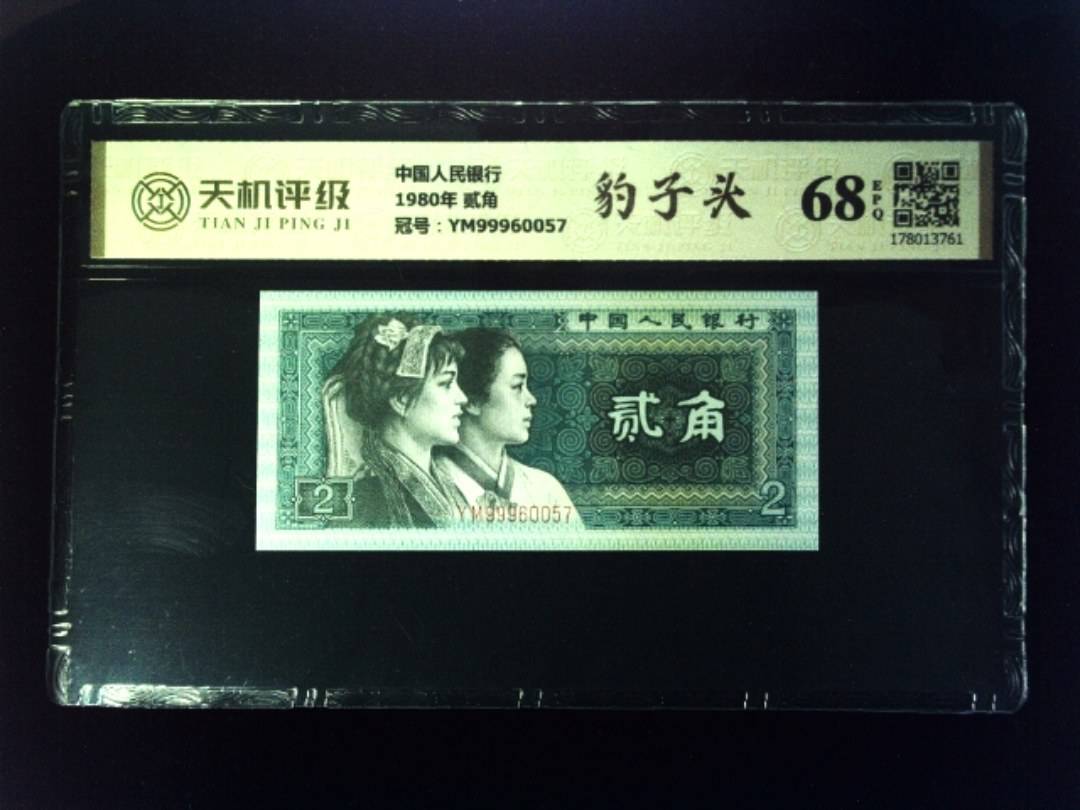 天机评级
TIAN JI PING JI
中国人民银行
1980年 贰角
冠号：YM99960057
豹子头
68
EPQ
178013761
中国人民银行
贰角
2
2
YM99960057